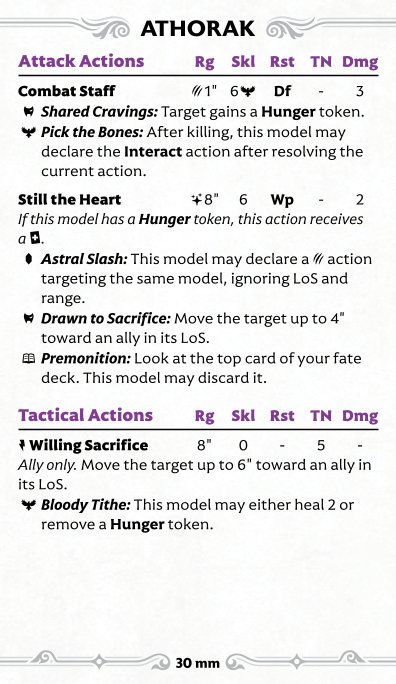 ATHORAK
Attack Actions Rg Skl Rst TN Dmg
Combat Staff 1" 6 Df - 3
Shared Cravings: Target gains a Hunger token.
Pick the Bones: After killing, this model may
declare the Interact action after resolving the
current action.
Still the Heart 8" 6 Wp - 2
If this model has a Hunger token, this action receives
a .
Astral Slash: This model may declare a action
targeting the same model, ignoring LoS and
range.
Drawn to Sacrifice: Move the target up to 4"
toward an ally in its LoS.
Premonition: Look at the top card of your fate
deck. This model may discard it.
Tactical Actions Rg Skl Rst TN Dmg
Willing Sacrifice 8" 0 - 5 -
Ally only. Move the target up to 6" toward an ally in
its LoS.
Bloody Tithe: This model may either heal 2 or
remove a Hunger token.
30 mm